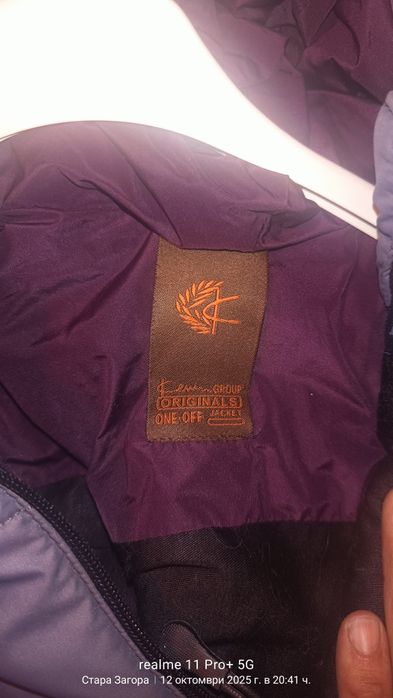 GROUP
ORIGINALS
ONE-OFF JACKET
realme 11 Pro+ 5G
Стара Загора | 12 октомври 2025 г. в 20:41 ч.